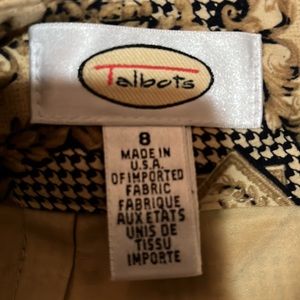 Talbots
8
MADE IN
U.S.A.
OF IMPORTED
FABRIC
FABRIQUE
AUX ETATS
UNIS DE
TISSU
IMPORTE